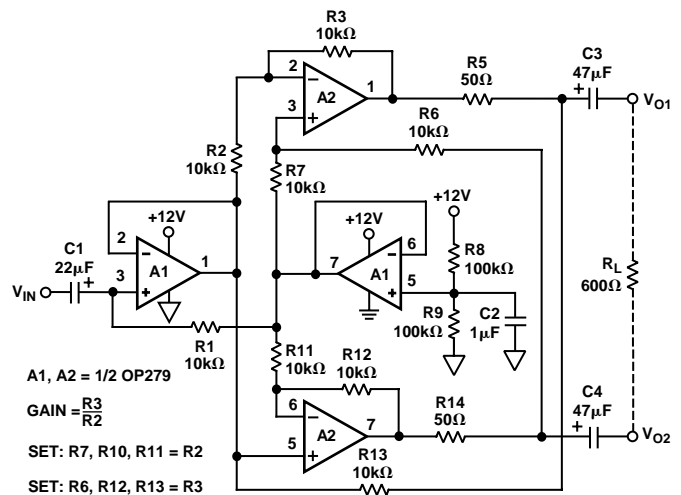 R3
10kΩ
2
A2
1
3
R5
50Ω
C3
47μF
+
VO1
R6
10kΩ
R2
10kΩ
R7
10kΩ
+12V
2
A1
1
3
C1
22μF
+
VIN
+12V
7
A1
6
5
+12V
R8
100kΩ
R9
100kΩ
C2
1μF
RL
600Ω
R1
10kΩ
R11
10kΩ
R12
10kΩ
6
A2
7
5
R14
50Ω
C4
47μF
+
VO2
R13
10kΩ
A1, A2 = 1/2 OP279
GAIN = R3
R2
SET: R7, R10, R11 = R2
SET: R6, R12, R13 = R3